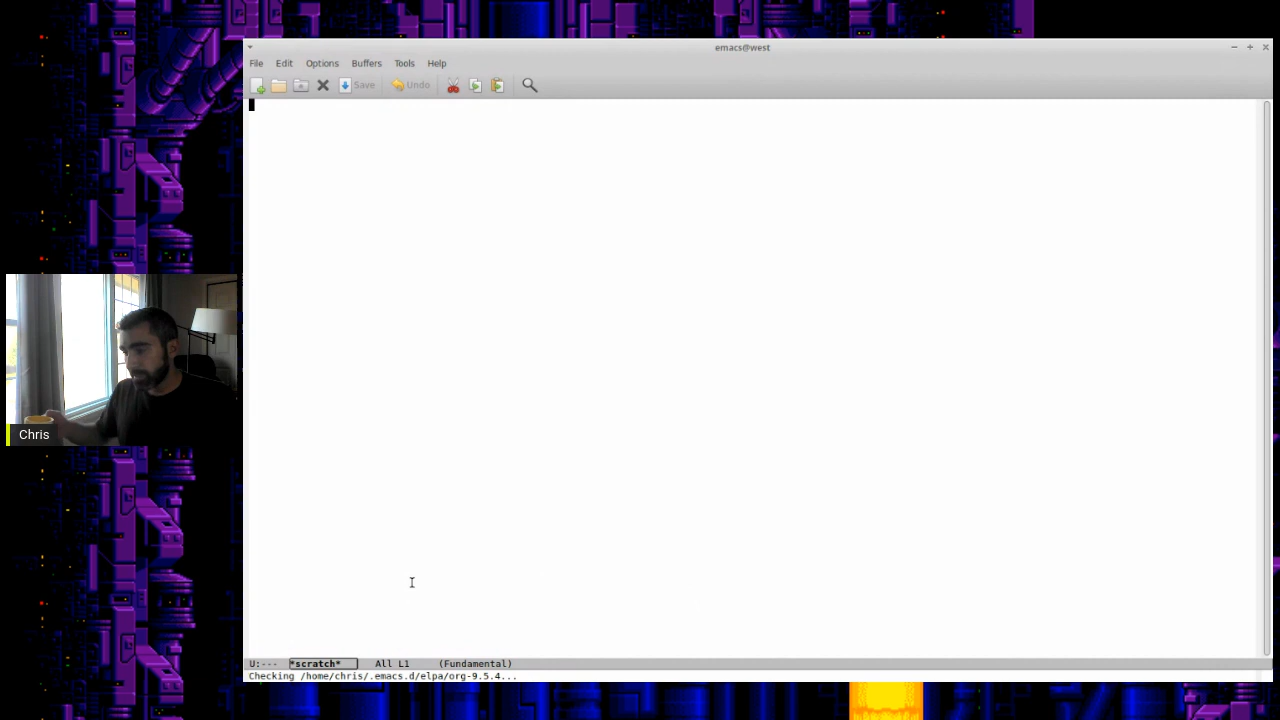 emacs@west
File Edit Options Buffers Tools Help
Save Undo
Chris
U:--- *scratch* All L1 (Fundamental)
Checking /home/chris/.emacs.d/elpa/org-9.5.4...